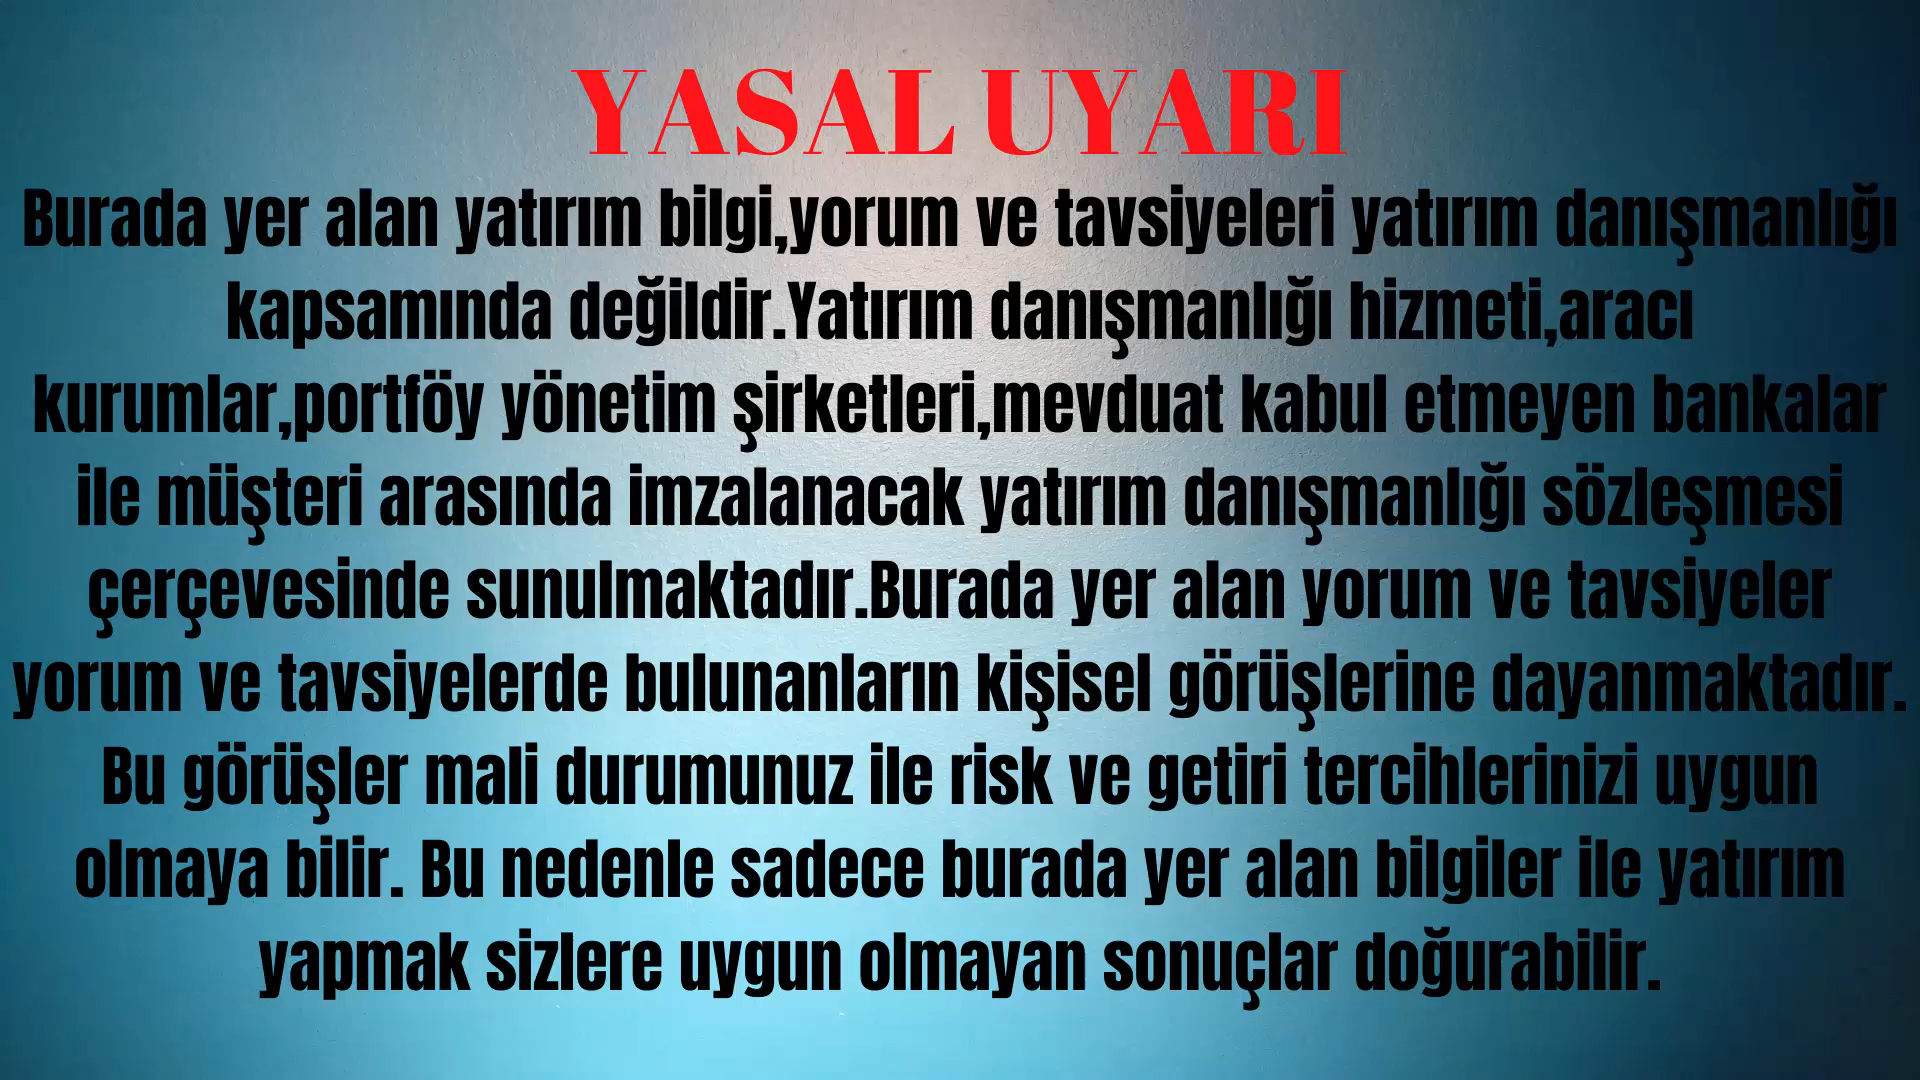 YASAL UYARI
Burada yer alan yatırım bilgi,yorum ve tavsiyeleri yatırım danışmanlığı
kapsamında değildir.Yatırım danışmanlığı hizmeti,aracı
kurumlar,portföy yönetim şirketleri,mevduat kabul etmeyen bankalar
ile müşteri arasında imzalanacak yatırım danışmanlığı sözleşmesi
çerçevesinde sunulmaktadır.Burada yer alan yorum ve tavsiyeler
yorum ve tavsiyelerde bulunanların kişisel görüşlerine dayanmaktadır.
Bu görüşler mali durumunuz ile risk ve getiri tercihlerinizi uygun
olmaya bilir. Bu nedenle sadece burada yer alan bilgiler ile yatırım
yapmak sizlere uygun olmayan sonuçlar doğurabilir.